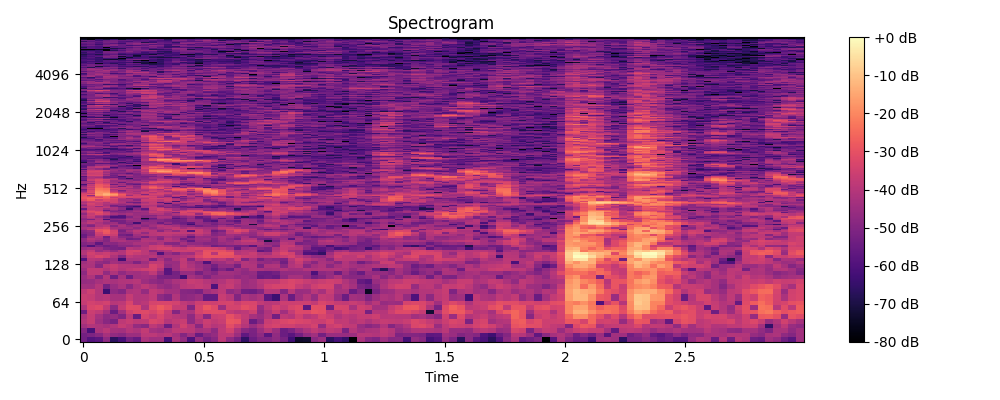 Spectrogram
Hz
4096
2048
1024
512
256
128
64
0
0 0.5 1 1.5 2 2.5
Time
+0 dB
-10 dB
-20 dB
-30 dB
-40 dB
-50 dB
-60 dB
-70 dB
-80 dB